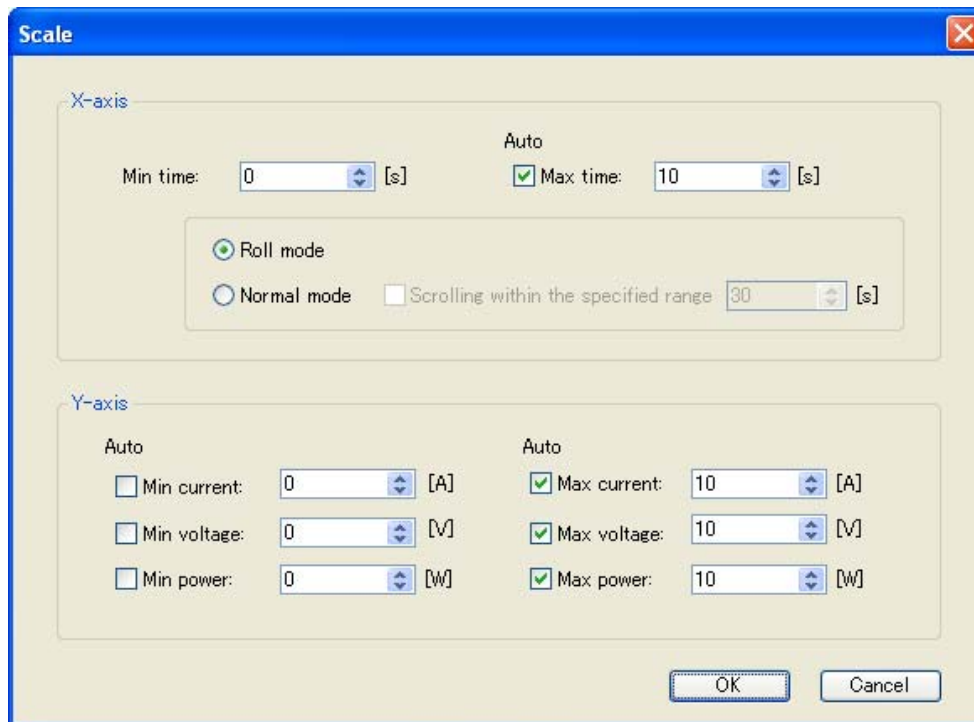 Scale
X-axis
Auto
Min time: 0 [s] Max time: 10 [s]
Roll mode
Normal mode Scrolling within the specified range 30 [s]
Y-axis
Auto Auto
Min current: 0 [A] Max current: 10 [A]
Min voltage: 0 [V] Max voltage: 10 [V]
Min power: 0 [W] Max power: 10 [W]
OK Cancel